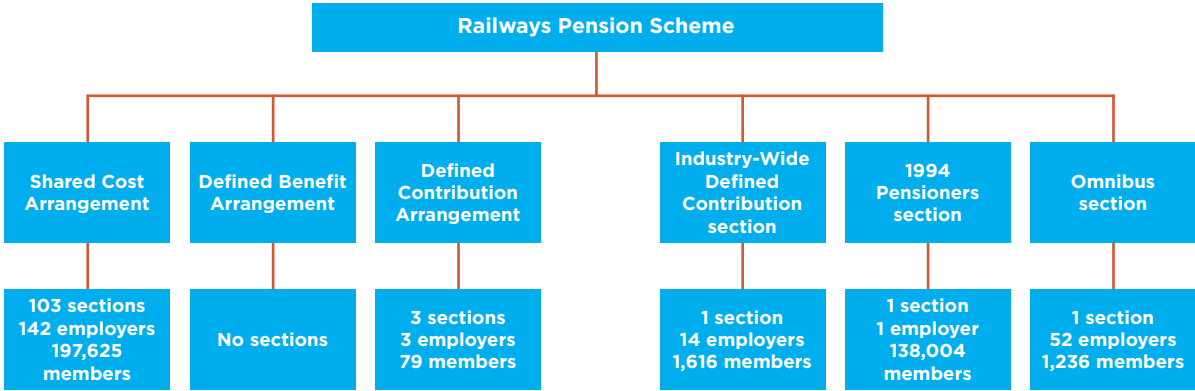 Railways Pension Scheme
Shared Cost
Arrangement
Defined Benefit
Arrangement
Defined
Contribution
Arrangement
Industry-Wide
Defined
Contribution
section
1994
Pensioners
section
Omnibus
section
103 sections
142 employers
197,625
members
No sections
3 sections
3 employers
79 members
1 section
14 employers
1,616 members
1 section
1 employer
138,004
members
1 section
52 employers
1,236 members